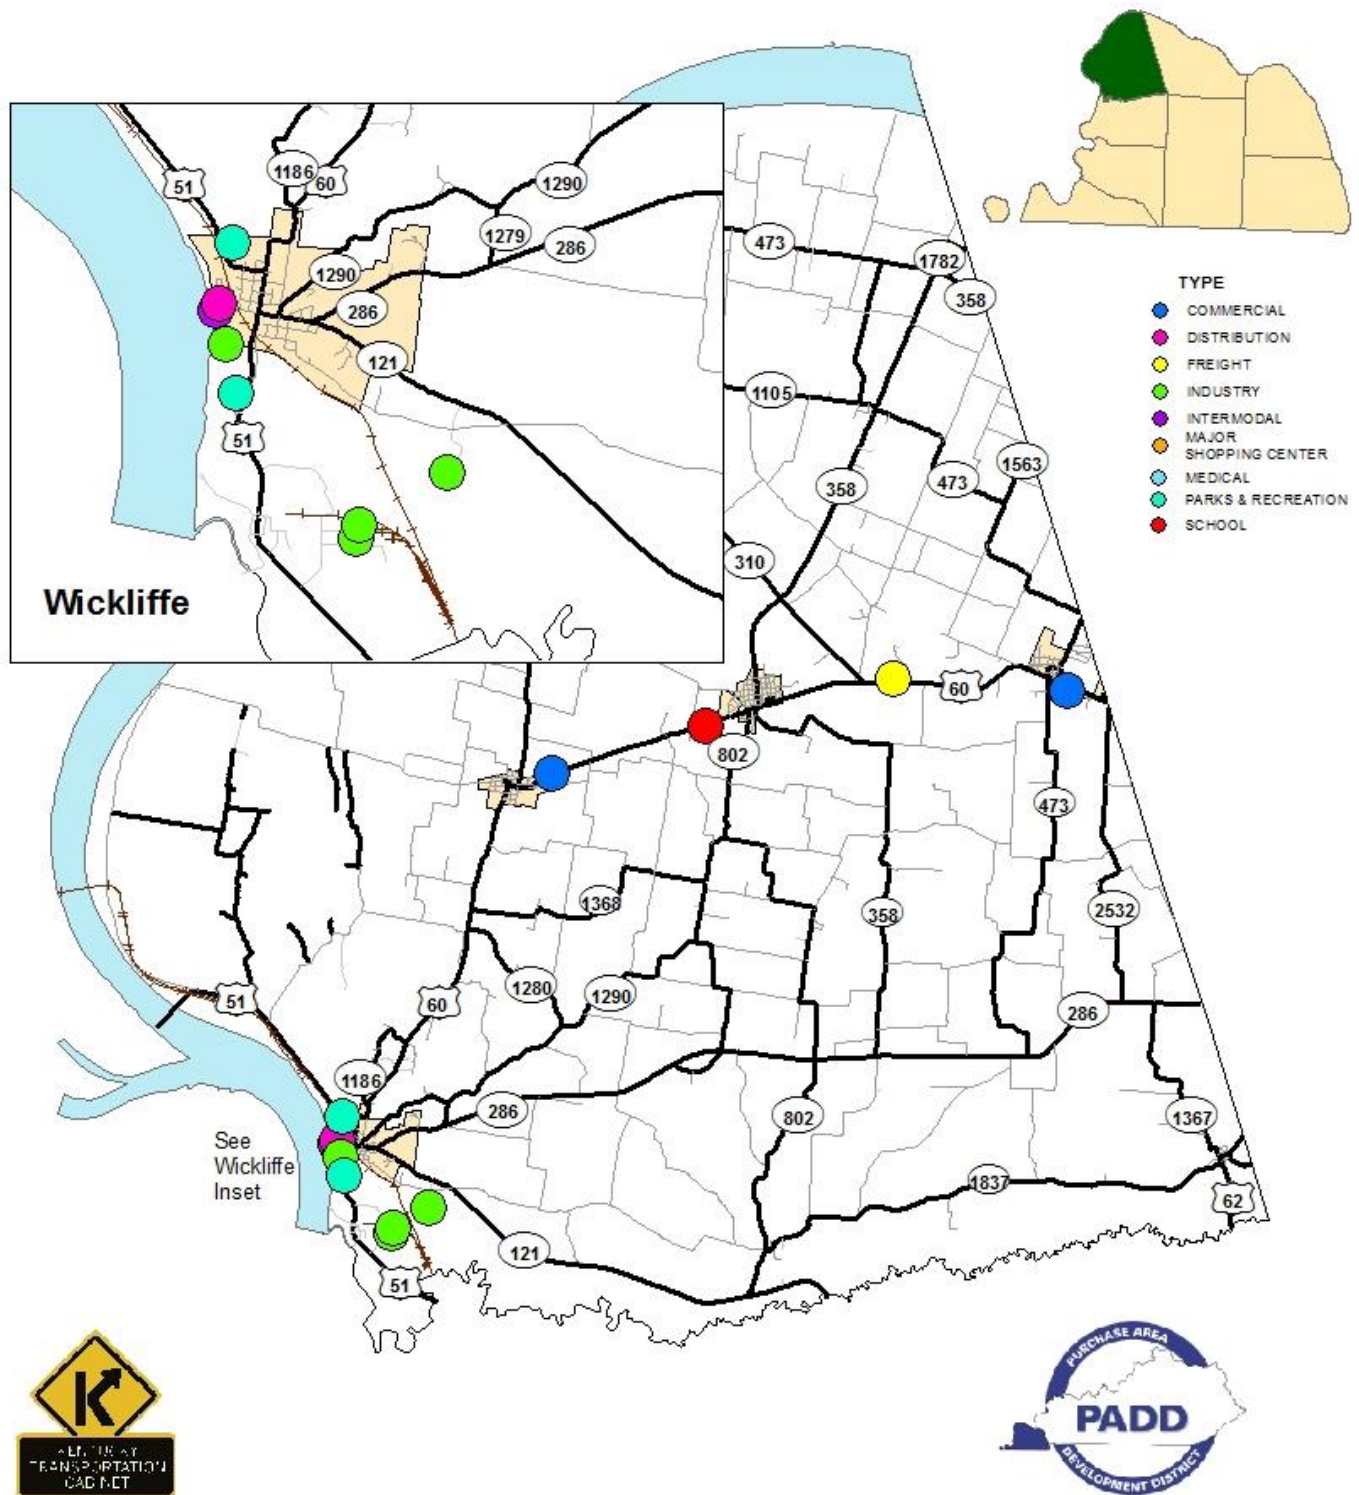 51
1186
60
1290
1279
286
1290
286
121
51
Wickliffe
473
1782
358
1105
358
473
1563
310
60
802
473
1368
358
2532
51
60
1280
1290
286
1186
286
802
1367
See
Wickliffe
Inset
1837
62
121
51
TYPE
COMMERCIAL
DISTRIBUTION
FREIGHT
INDUSTRY
INTERMODAL
MAJOR
SHOPPING CENTER
MEDICAL
PARKS & RECREATION
SCHOOL
KENTUCKY
TRANSPORTATION
CABINET
PURCHASE AREA
PADD
DEVELOPMENT DISTRICT